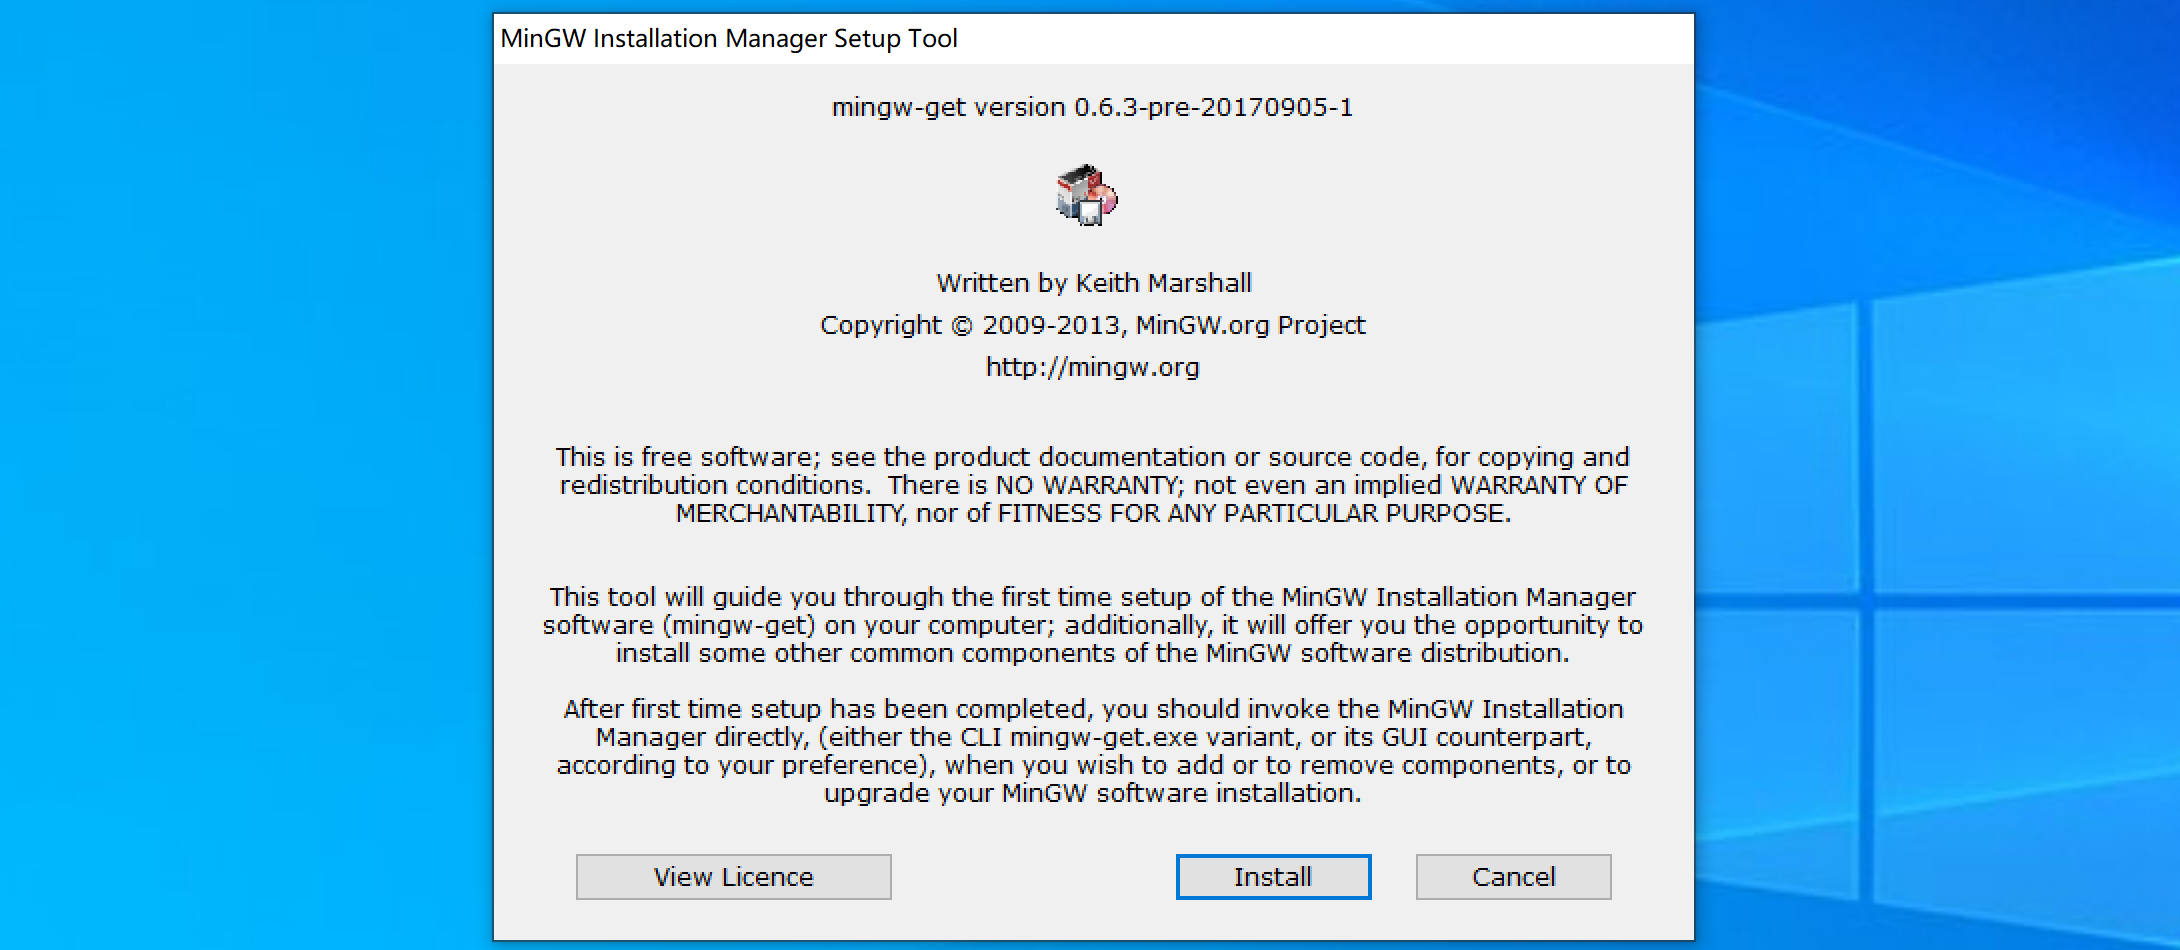 MinGW Installation Manager Setup Tool
mingw-get version 0.6.3-pre-20170905-1
Written by Keith Marshall
Copyright © 2009-2013, MinGW.org Project
http://mingw.org
This is free software; see the product documentation or source code, for copying and
redistribution conditions.  There is NO WARRANTY; not even an implied WARRANTY OF
MERCHANTABILITY, nor of FITNESS FOR ANY PARTICULAR PURPOSE.
This tool will guide you through the first time setup of the MinGW Installation Manager
software (mingw-get) on your computer; additionally, it will offer you the opportunity to
install some other common components of the MinGW software distribution.
After first time setup has been completed, you should invoke the MinGW Installation
Manager directly, (either the CLI mingw-get.exe variant, or its GUI counterpart,
according to your preference), when you wish to add or to remove components, or to
upgrade your MinGW software installation.
View Licence
Install
Cancel